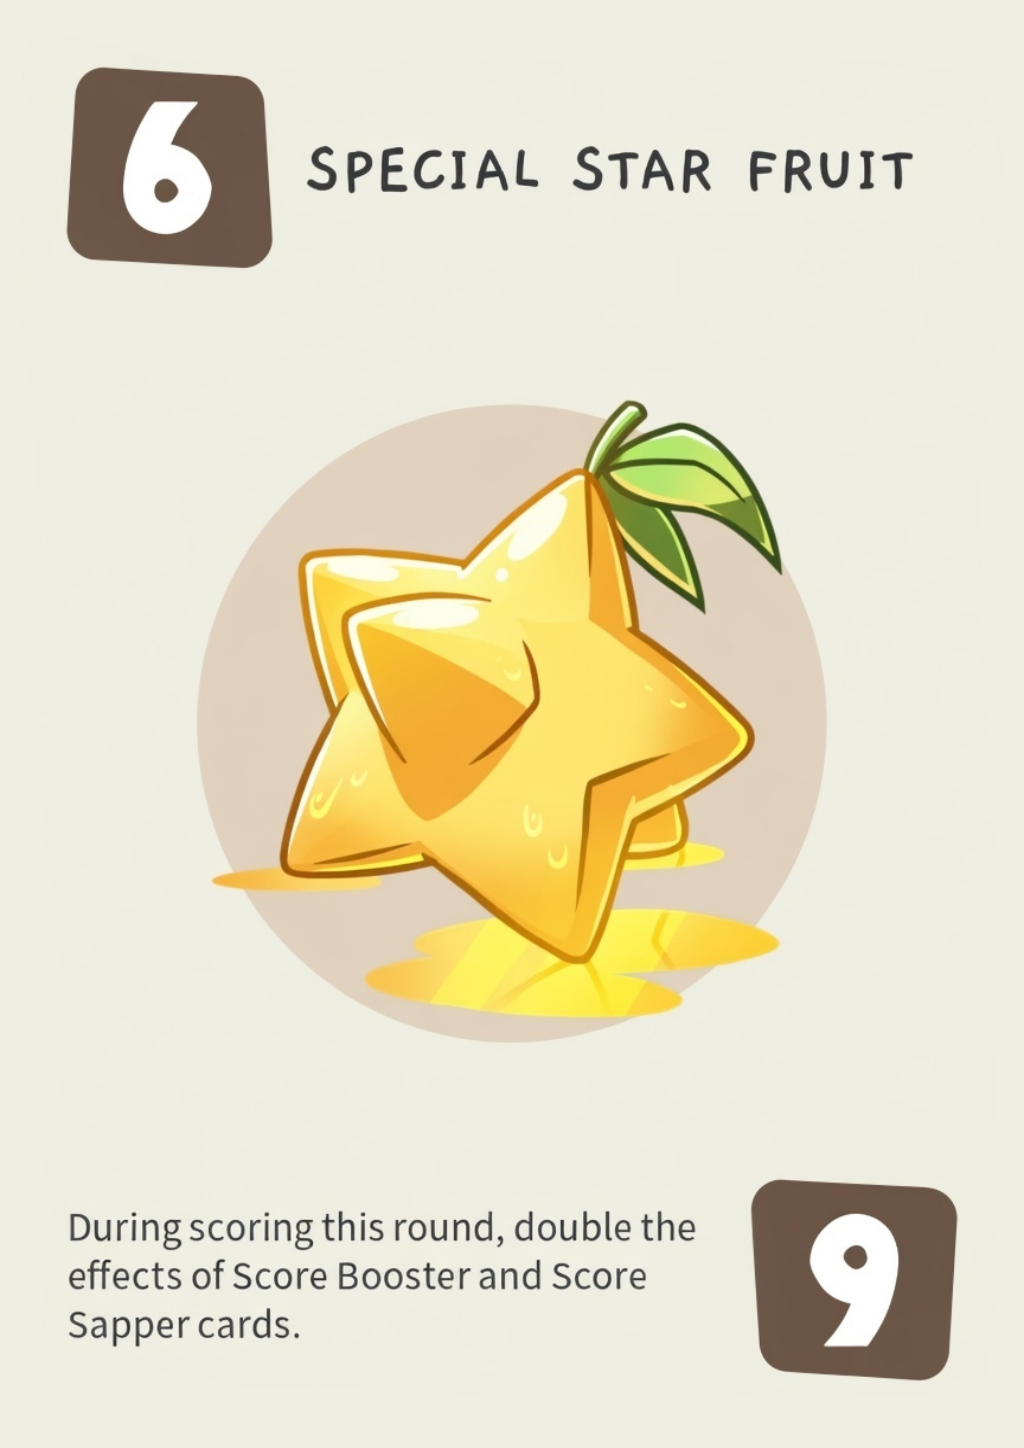 6
SPECIAL STAR FRUIT
During scoring this round, double the
effects of Score Booster and Score
Sapper cards.
9